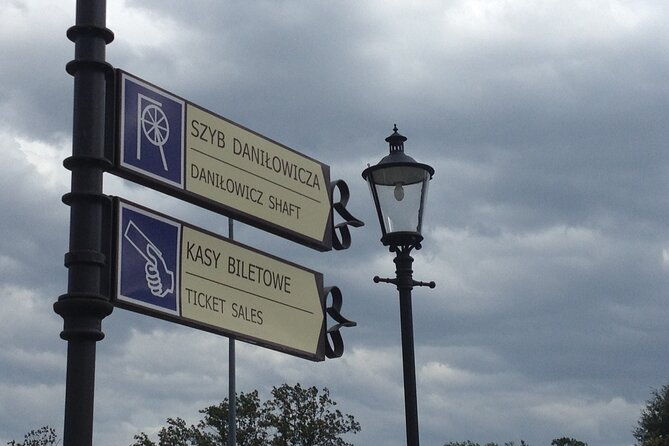 SZYB DANIŁOWICZA
DANIŁOWICZ SHAFT
KASY BILETOWE
TICKET SALES